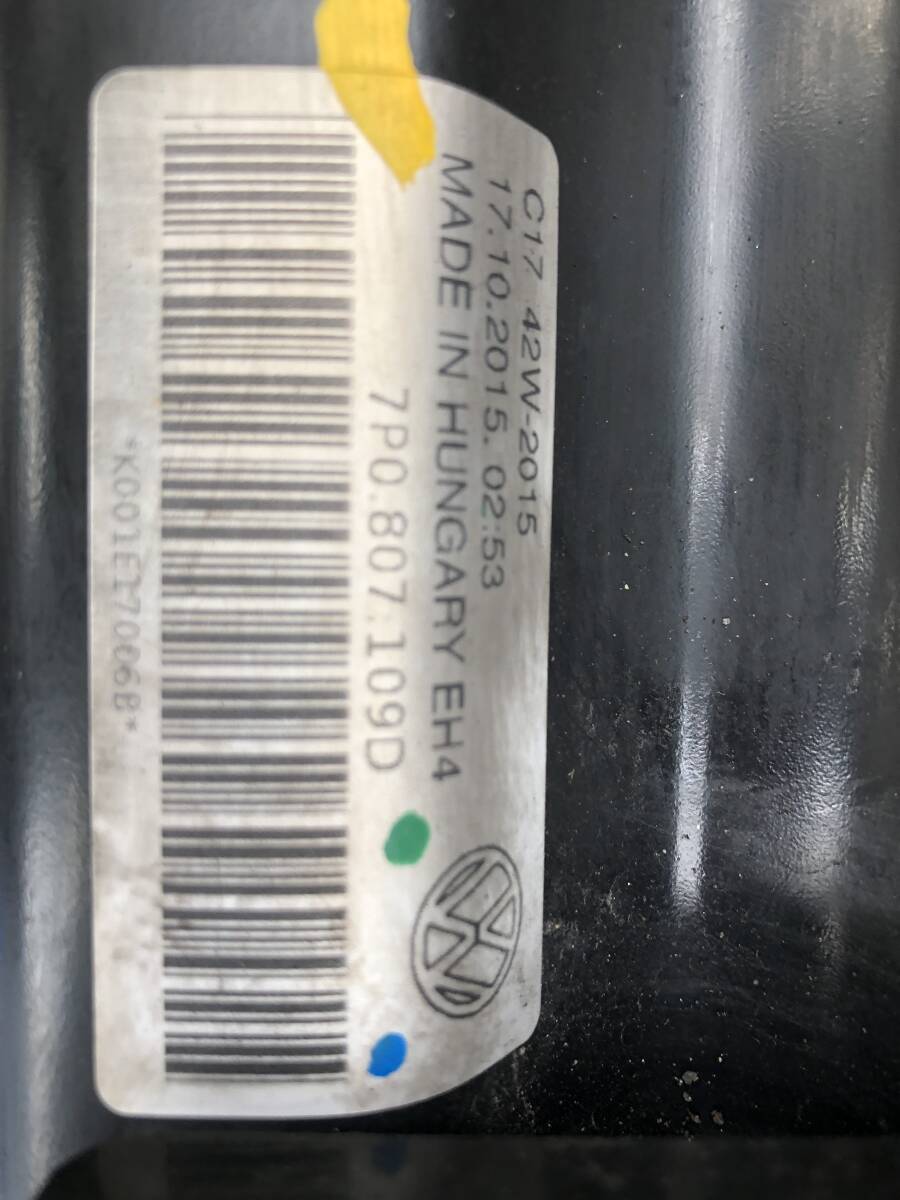 C17 42W-2015
17.10.2015. 02:53
MADE IN HUNGARY EH4
7P0.807.109D
*K001E17006B*